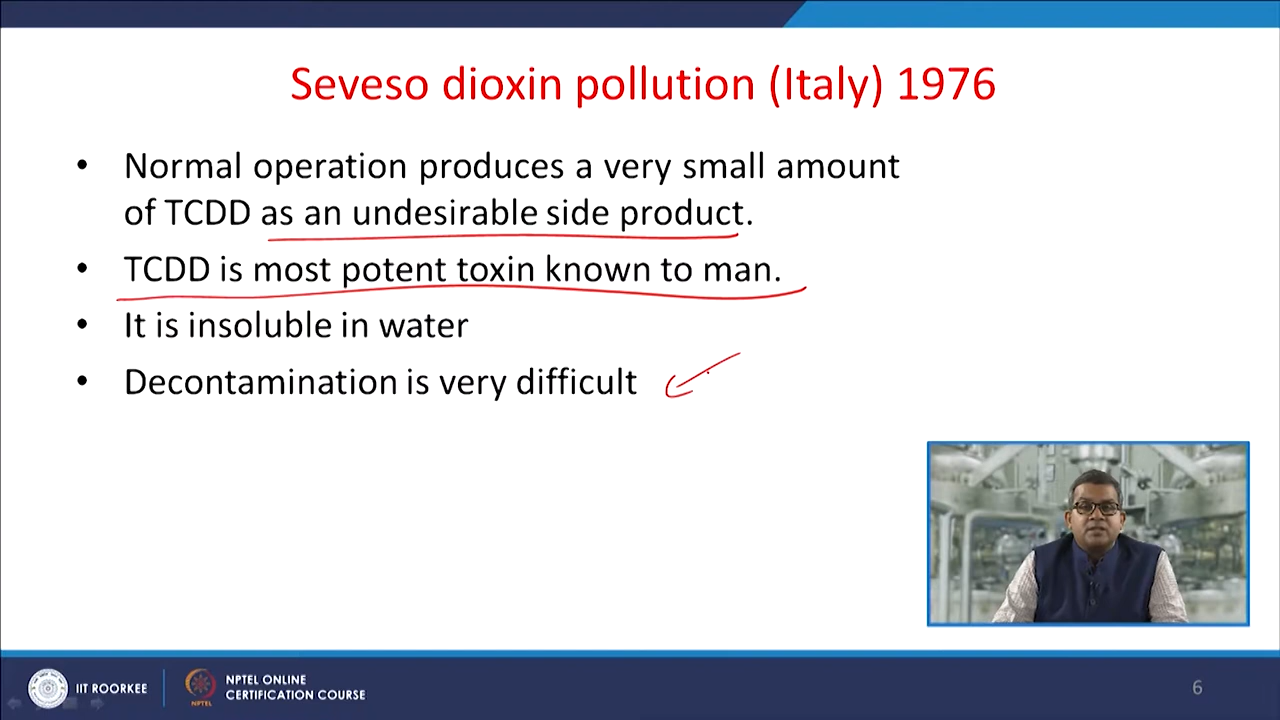 Seveso dioxin pollution (Italy) 1976
• Normal operation produces a very small amount
of TCDD as an undesirable side product.
• TCDD is most potent toxin known to man.
• It is insoluble in water
• Decontamination is very difficult
IIT ROORKEE
NPTEL
NPTEL ONLINE
CERTIFICATION COURSE
6